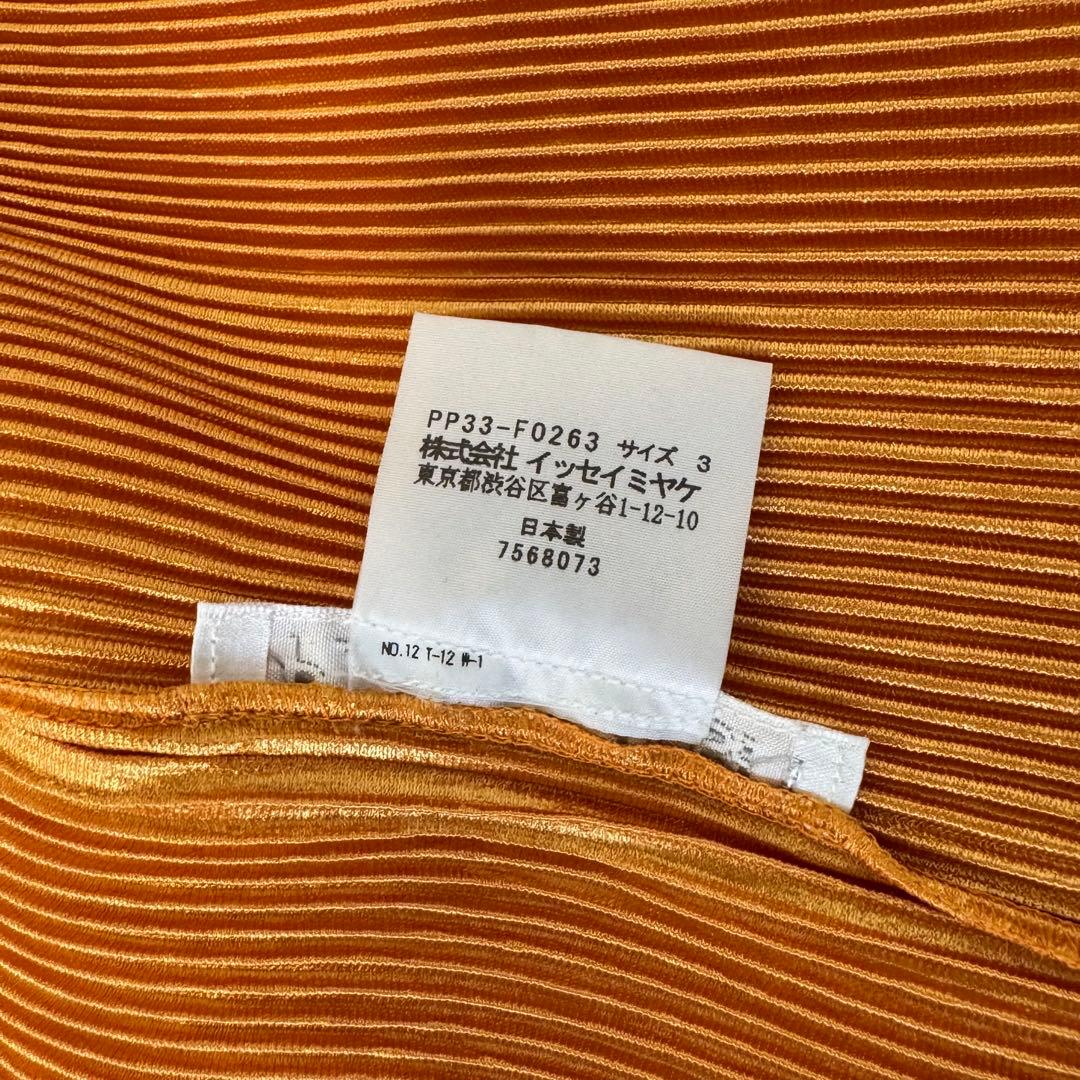 PP33-F0263 サイズ 3
株式会社 イッセイミヤケ
東京都渋谷区富ヶ谷1-12-10
日本製
7568073
NO.12 T-12 W-1